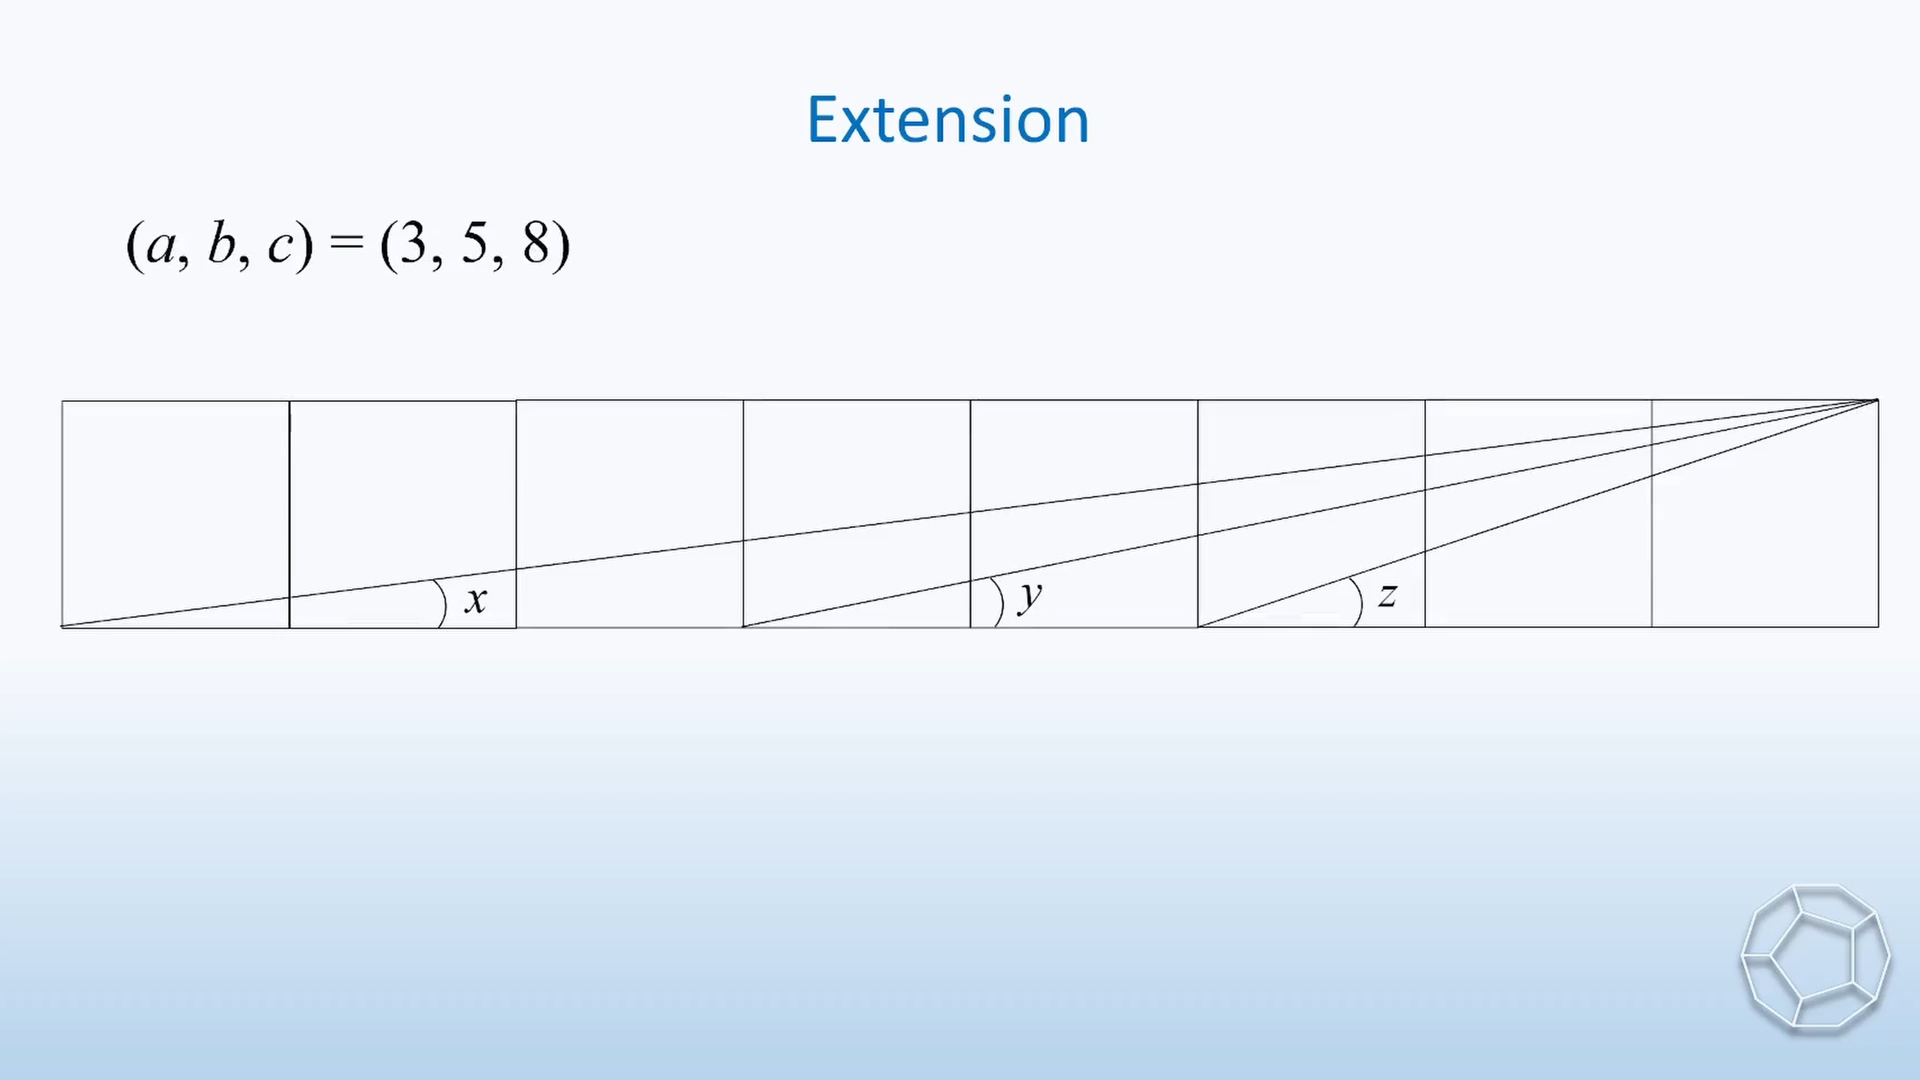 Extension
(a, b, c) = (3, 5, 8)
x y z